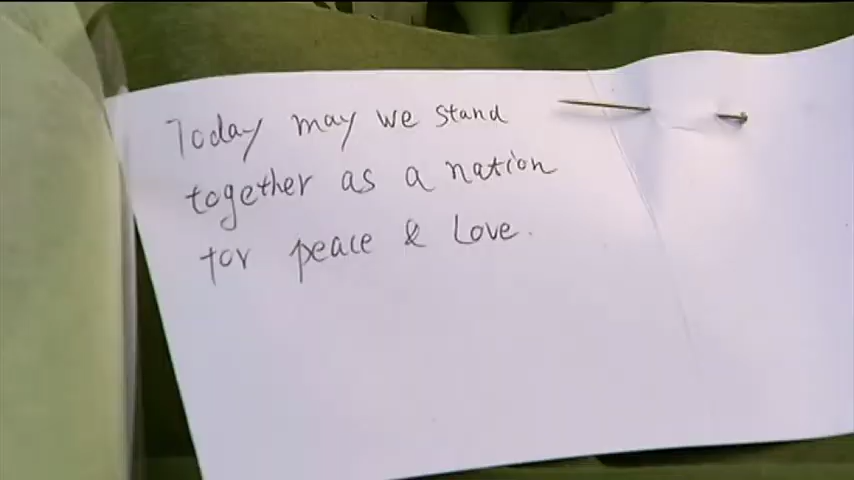 Today may we stand
together as a nation
for peace & Love.